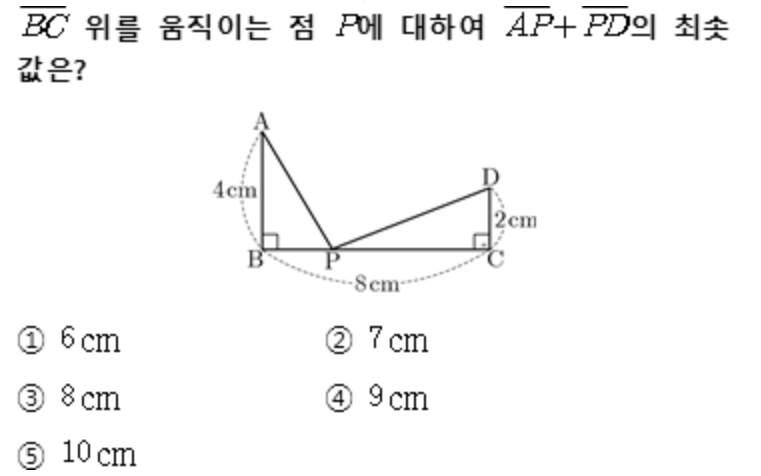 BC 위를 움직이는 점 P에 대하여 AP+PD의 최솟
값은?
A
D
4cm
2cm
B P C
8cm
① 6cm ② 7cm
③ 8cm ④ 9cm
⑤ 10cm